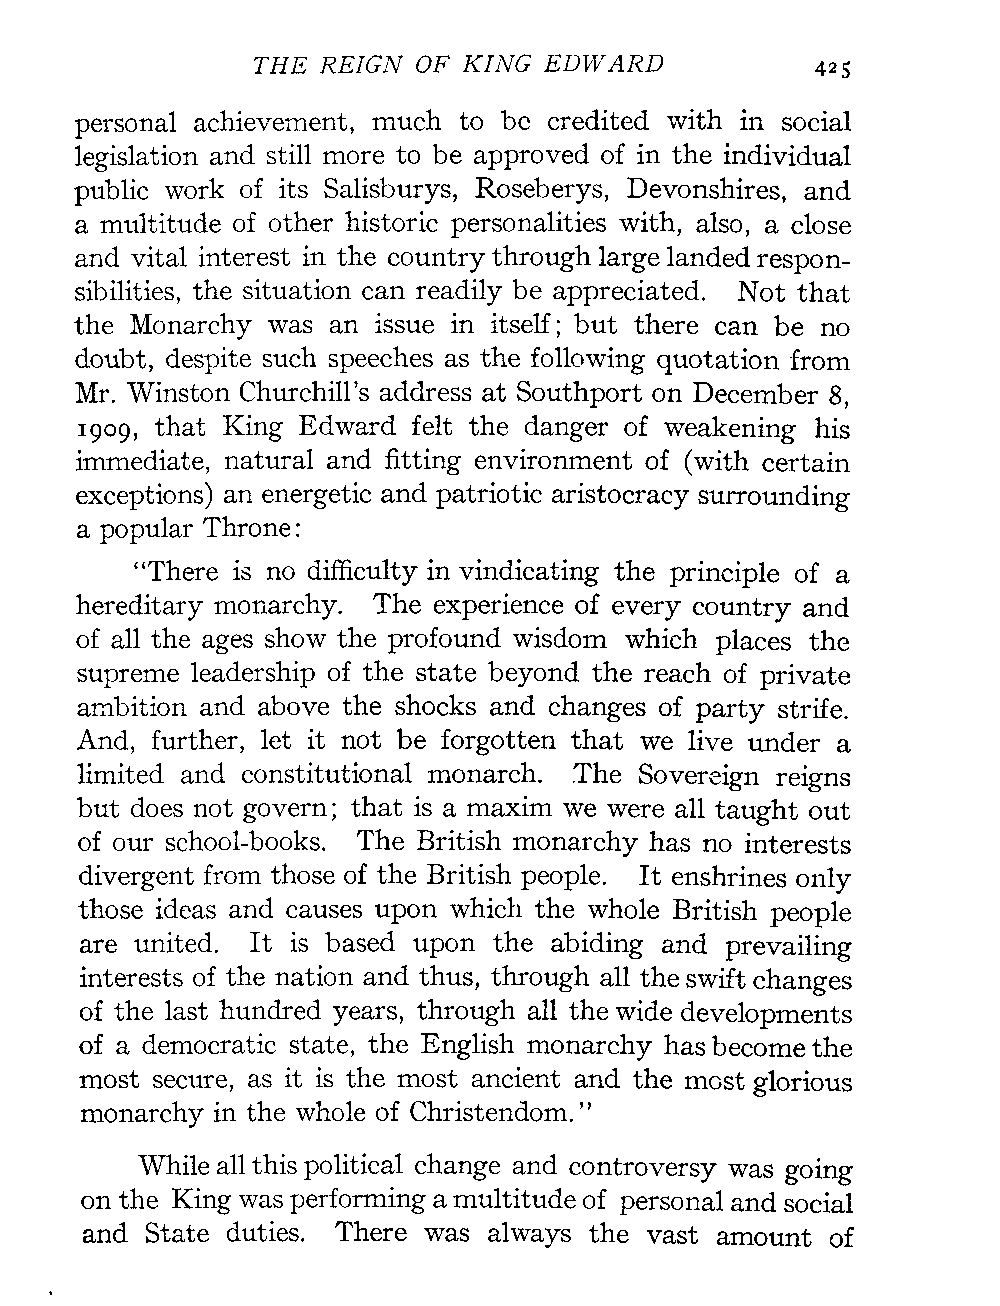 THE REIGN OF KING EDWARD 425
personal achievement, much to be credited with in social
legislation and still more to be approved of in the individual
public work of its Salisburys, Roseberys, Devonshires, and
a multitude of other historic personalities with, also, a close
and vital interest in the country through large landed respon-
sibilities, the situation can readily be appreciated. Not that
the Monarchy was an issue in itself; but there can be no
doubt, despite such speeches as the following quotation from
Mr. Winston Churchill's address at Southport on December 8,
1909, that King Edward felt the danger of weakening his
immediate, natural and fitting environment of (with certain
exceptions) an energetic and patriotic aristocracy surrounding
a popular Throne:
"There is no difficulty in vindicating the principle of a
hereditary monarchy. The experience of every country and
of all the ages show the profound wisdom which places the
supreme leadership of the state beyond the reach of private
ambition and above the shocks and changes of party strife.
And, further, let it not be forgotten that we live under a
limited and constitutional monarch. The Sovereign reigns
but does not govern; that is a maxim we were all taught out
of our school-books. The British monarchy has no interests
divergent from those of the British people. It enshrines only
those ideas and causes upon which the whole British people
are united. It is based upon the abiding and prevailing
interests of the nation and thus, through all the swift changes
of the last hundred years, through all the wide developments
of a democratic state, the English monarchy has become the
most secure, as it is the most ancient and the most glorious
monarchy in the whole of Christendom."
While all this political change and controversy was going
on the King was performing a multitude of personal and social
and State duties. There was always the vast amount of